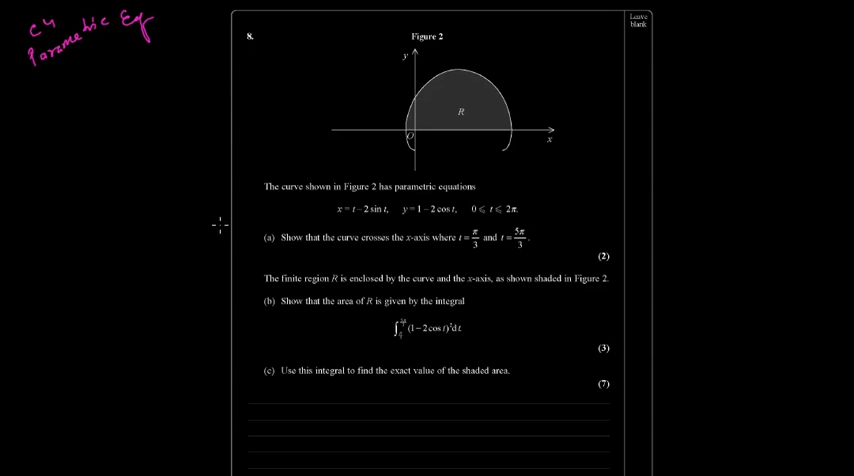 C4
Parametric Eq
Leave
blank
8.
Figure 2
y
R
O
x
The curve shown in Figure 2 has parametric equations
x = t – 2 sin t, y = 1 – 2 cos t, 0 ⩽ t ⩽ 2π.
(a) Show that the curve crosses the x-axis where t = π/3 and t = 5π/3.
(2)
The finite region R is enclosed by the curve and the x-axis, as shown shaded in Figure 2.
(b) Show that the area of R is given by the integral
∫_{π/3}^{5π/3} (1 – 2 cos t)² dt.
(3)
(c) Use this integral to find the exact value of the shaded area.
(7)